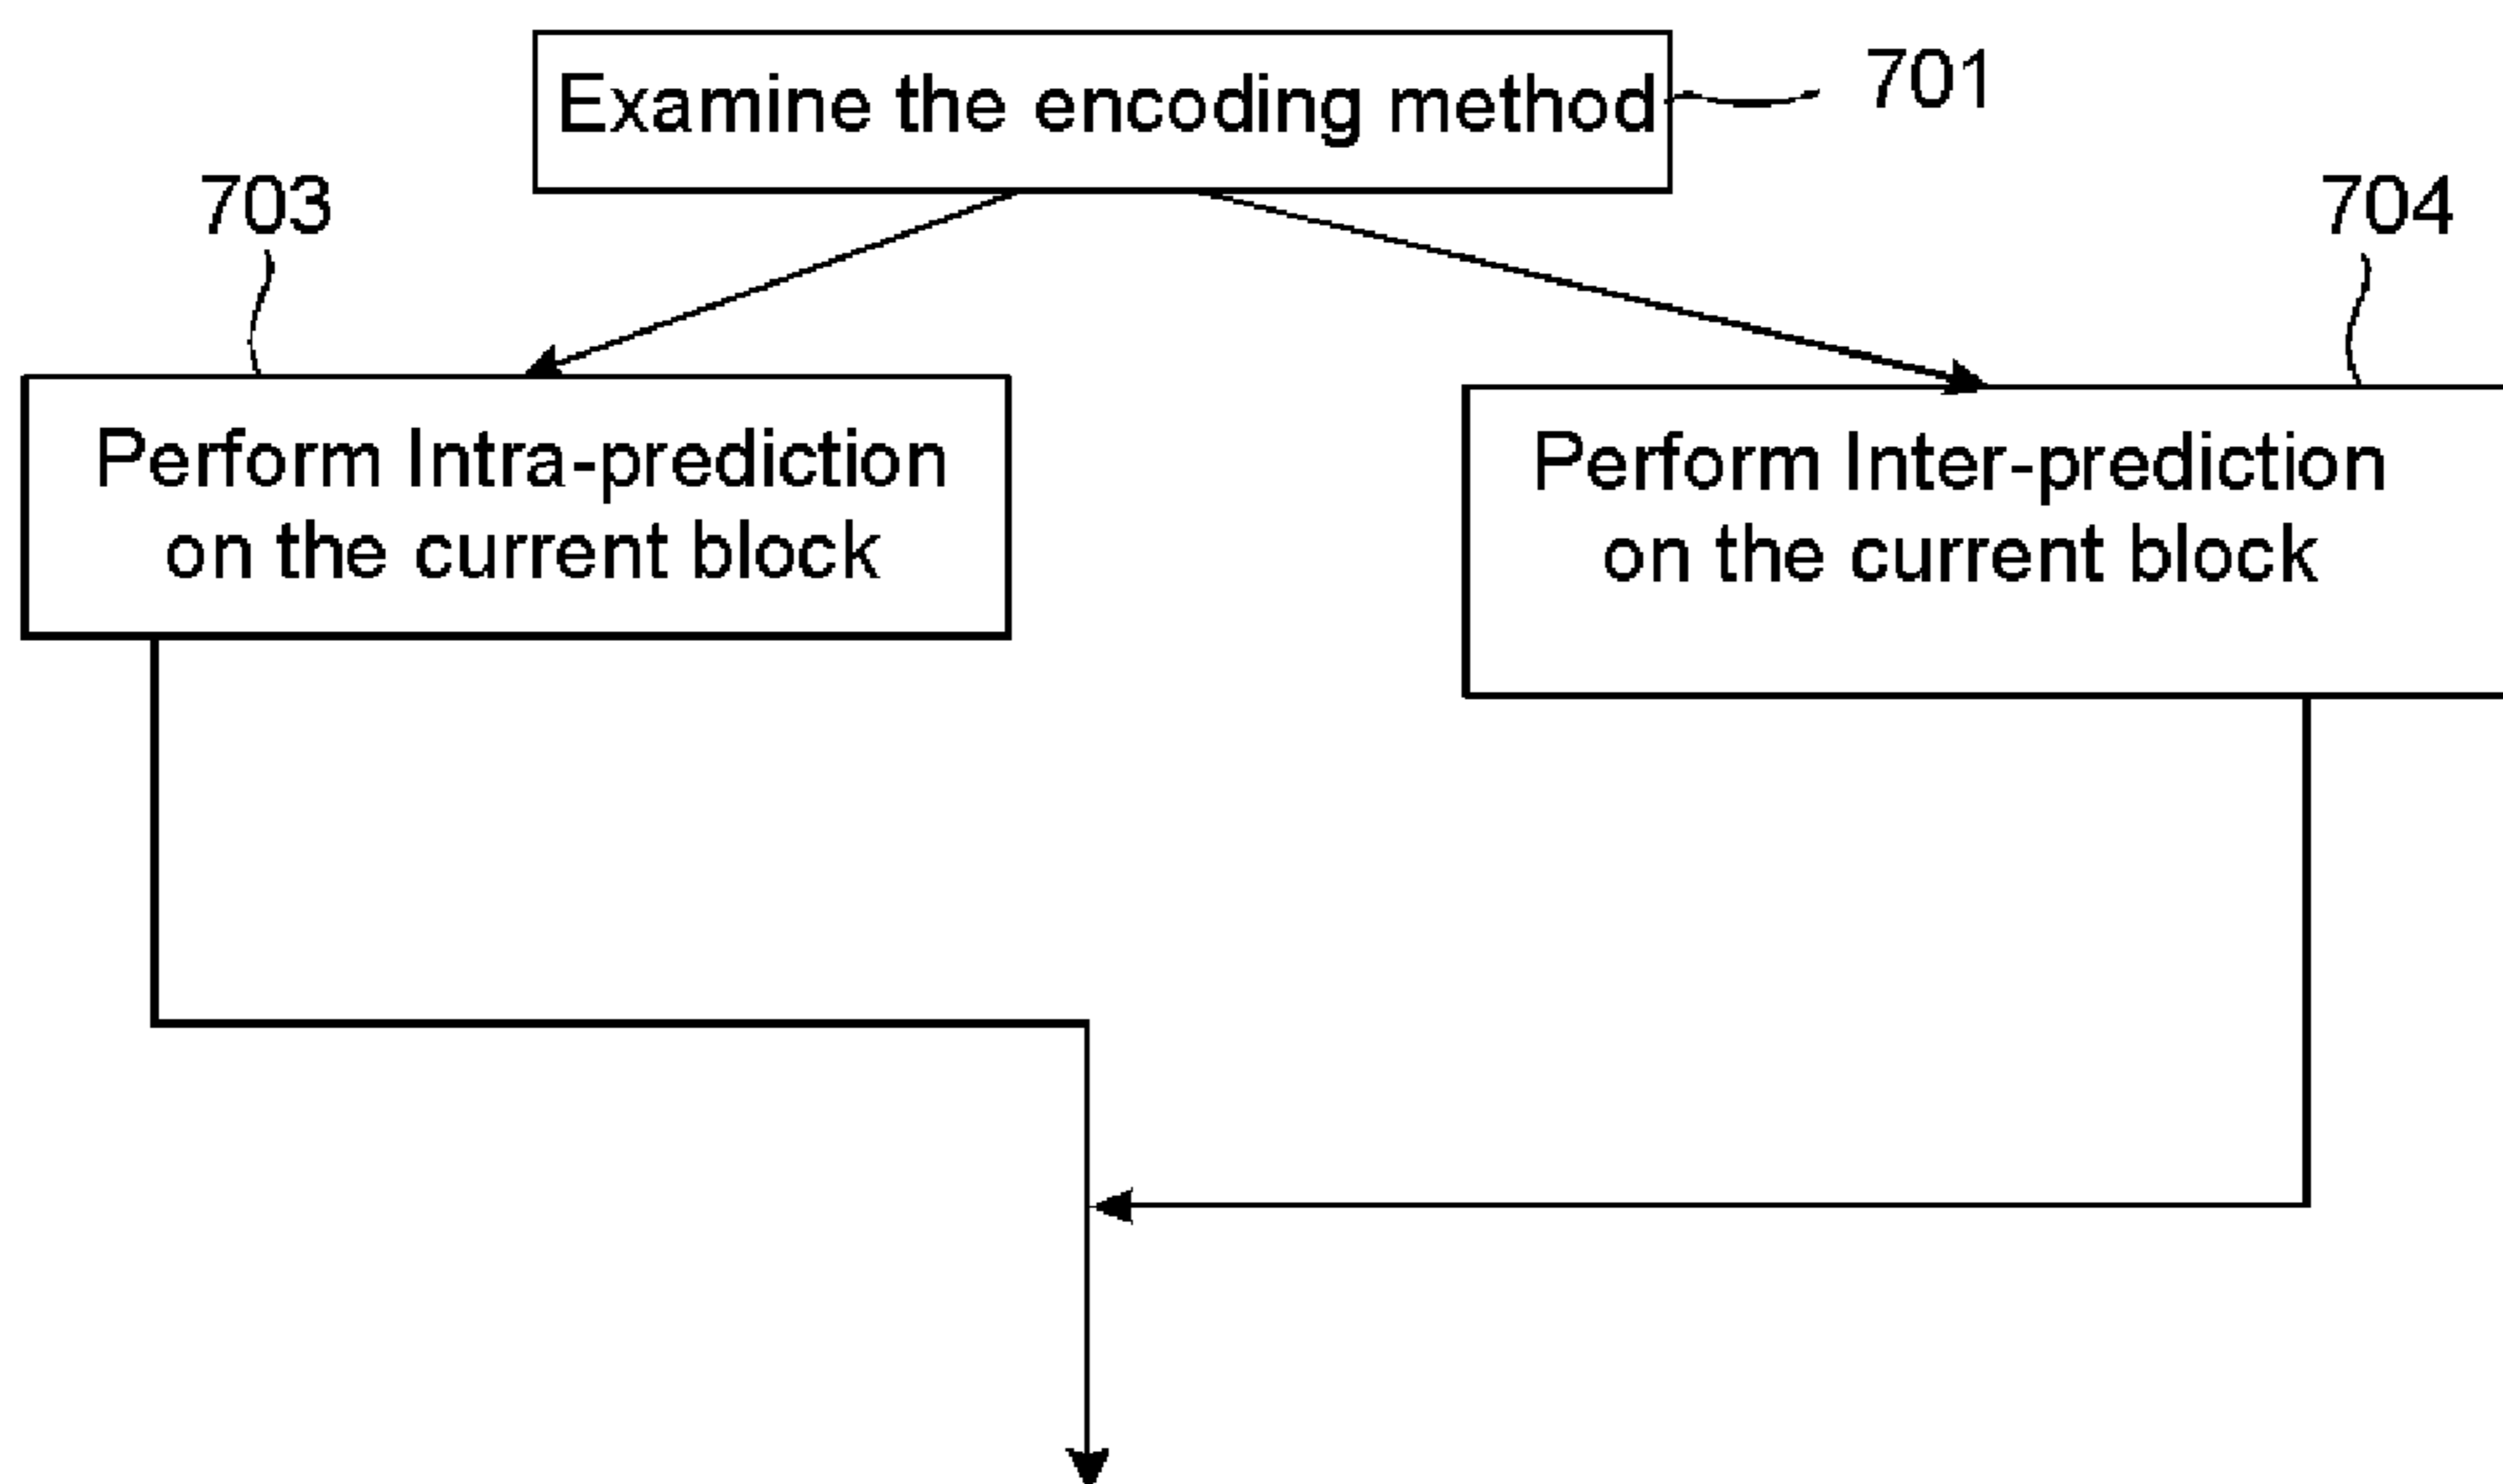 Examine the encoding method
701
703
704
Perform Intra-prediction
on the current block
Perform Inter-prediction
on the current block